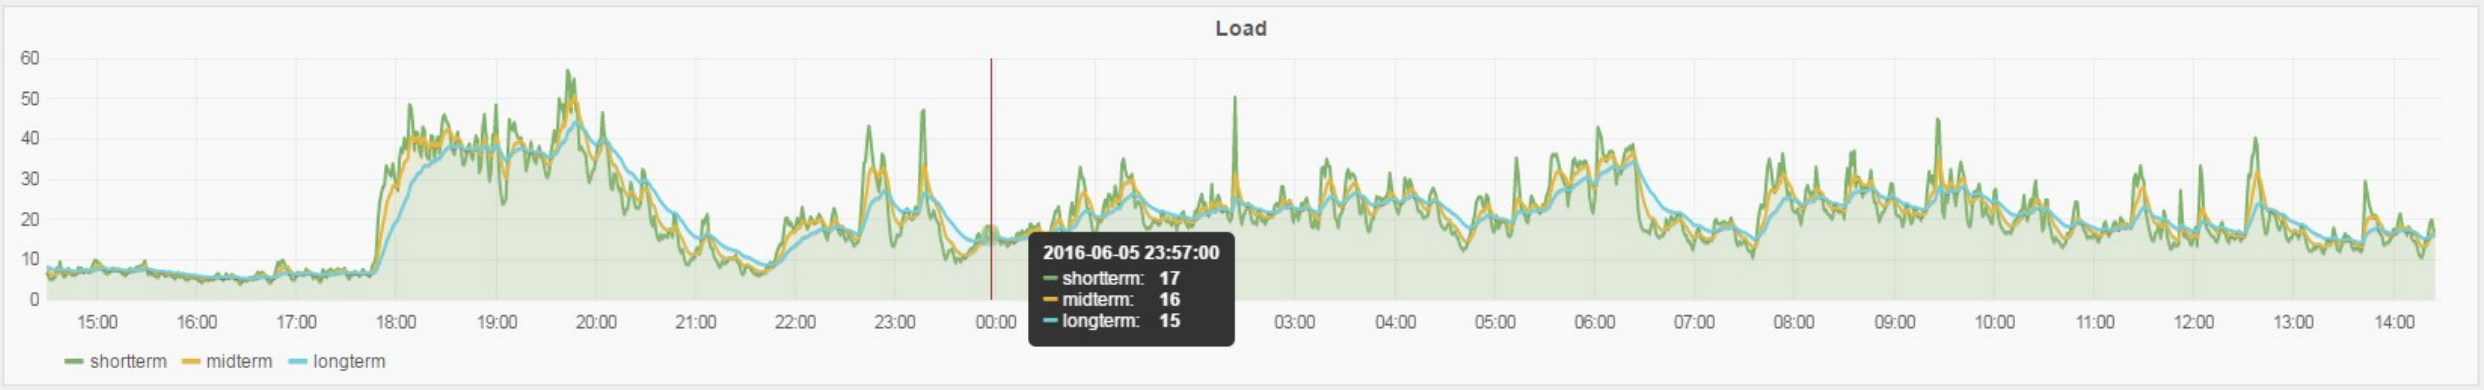 Load
60
50
40
30
20
10
0
2016-06-05 23:57:00
shortterm: 17
midterm: 16
longterm: 15
15:00 16:00 17:00 18:00 19:00 20:00 21:00 22:00 23:00 00:00 03:00 04:00 05:00 06:00 07:00 08:00 09:00 10:00 11:00 12:00 13:00 14:00
shortterm midterm longterm